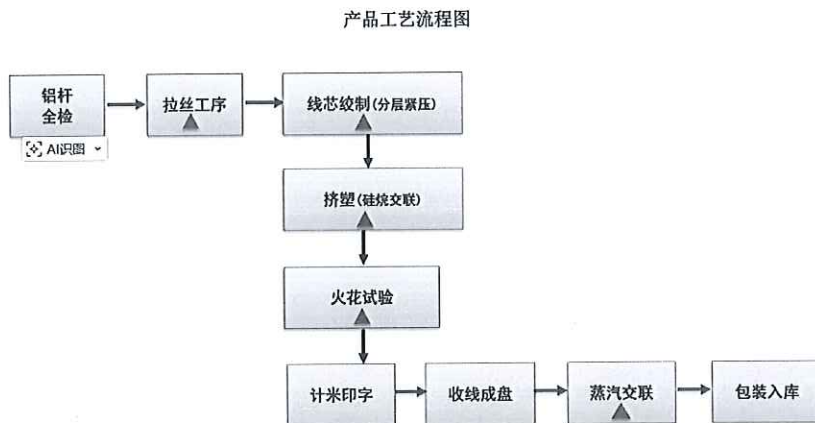 产品工艺流程图
铝杆
全检
拉丝工序
线芯绞制(分层紧压)
AI识图
挤塑(硅烷交联)
火花试验
计米印字
收线成盘
蒸汽交联
包装入库